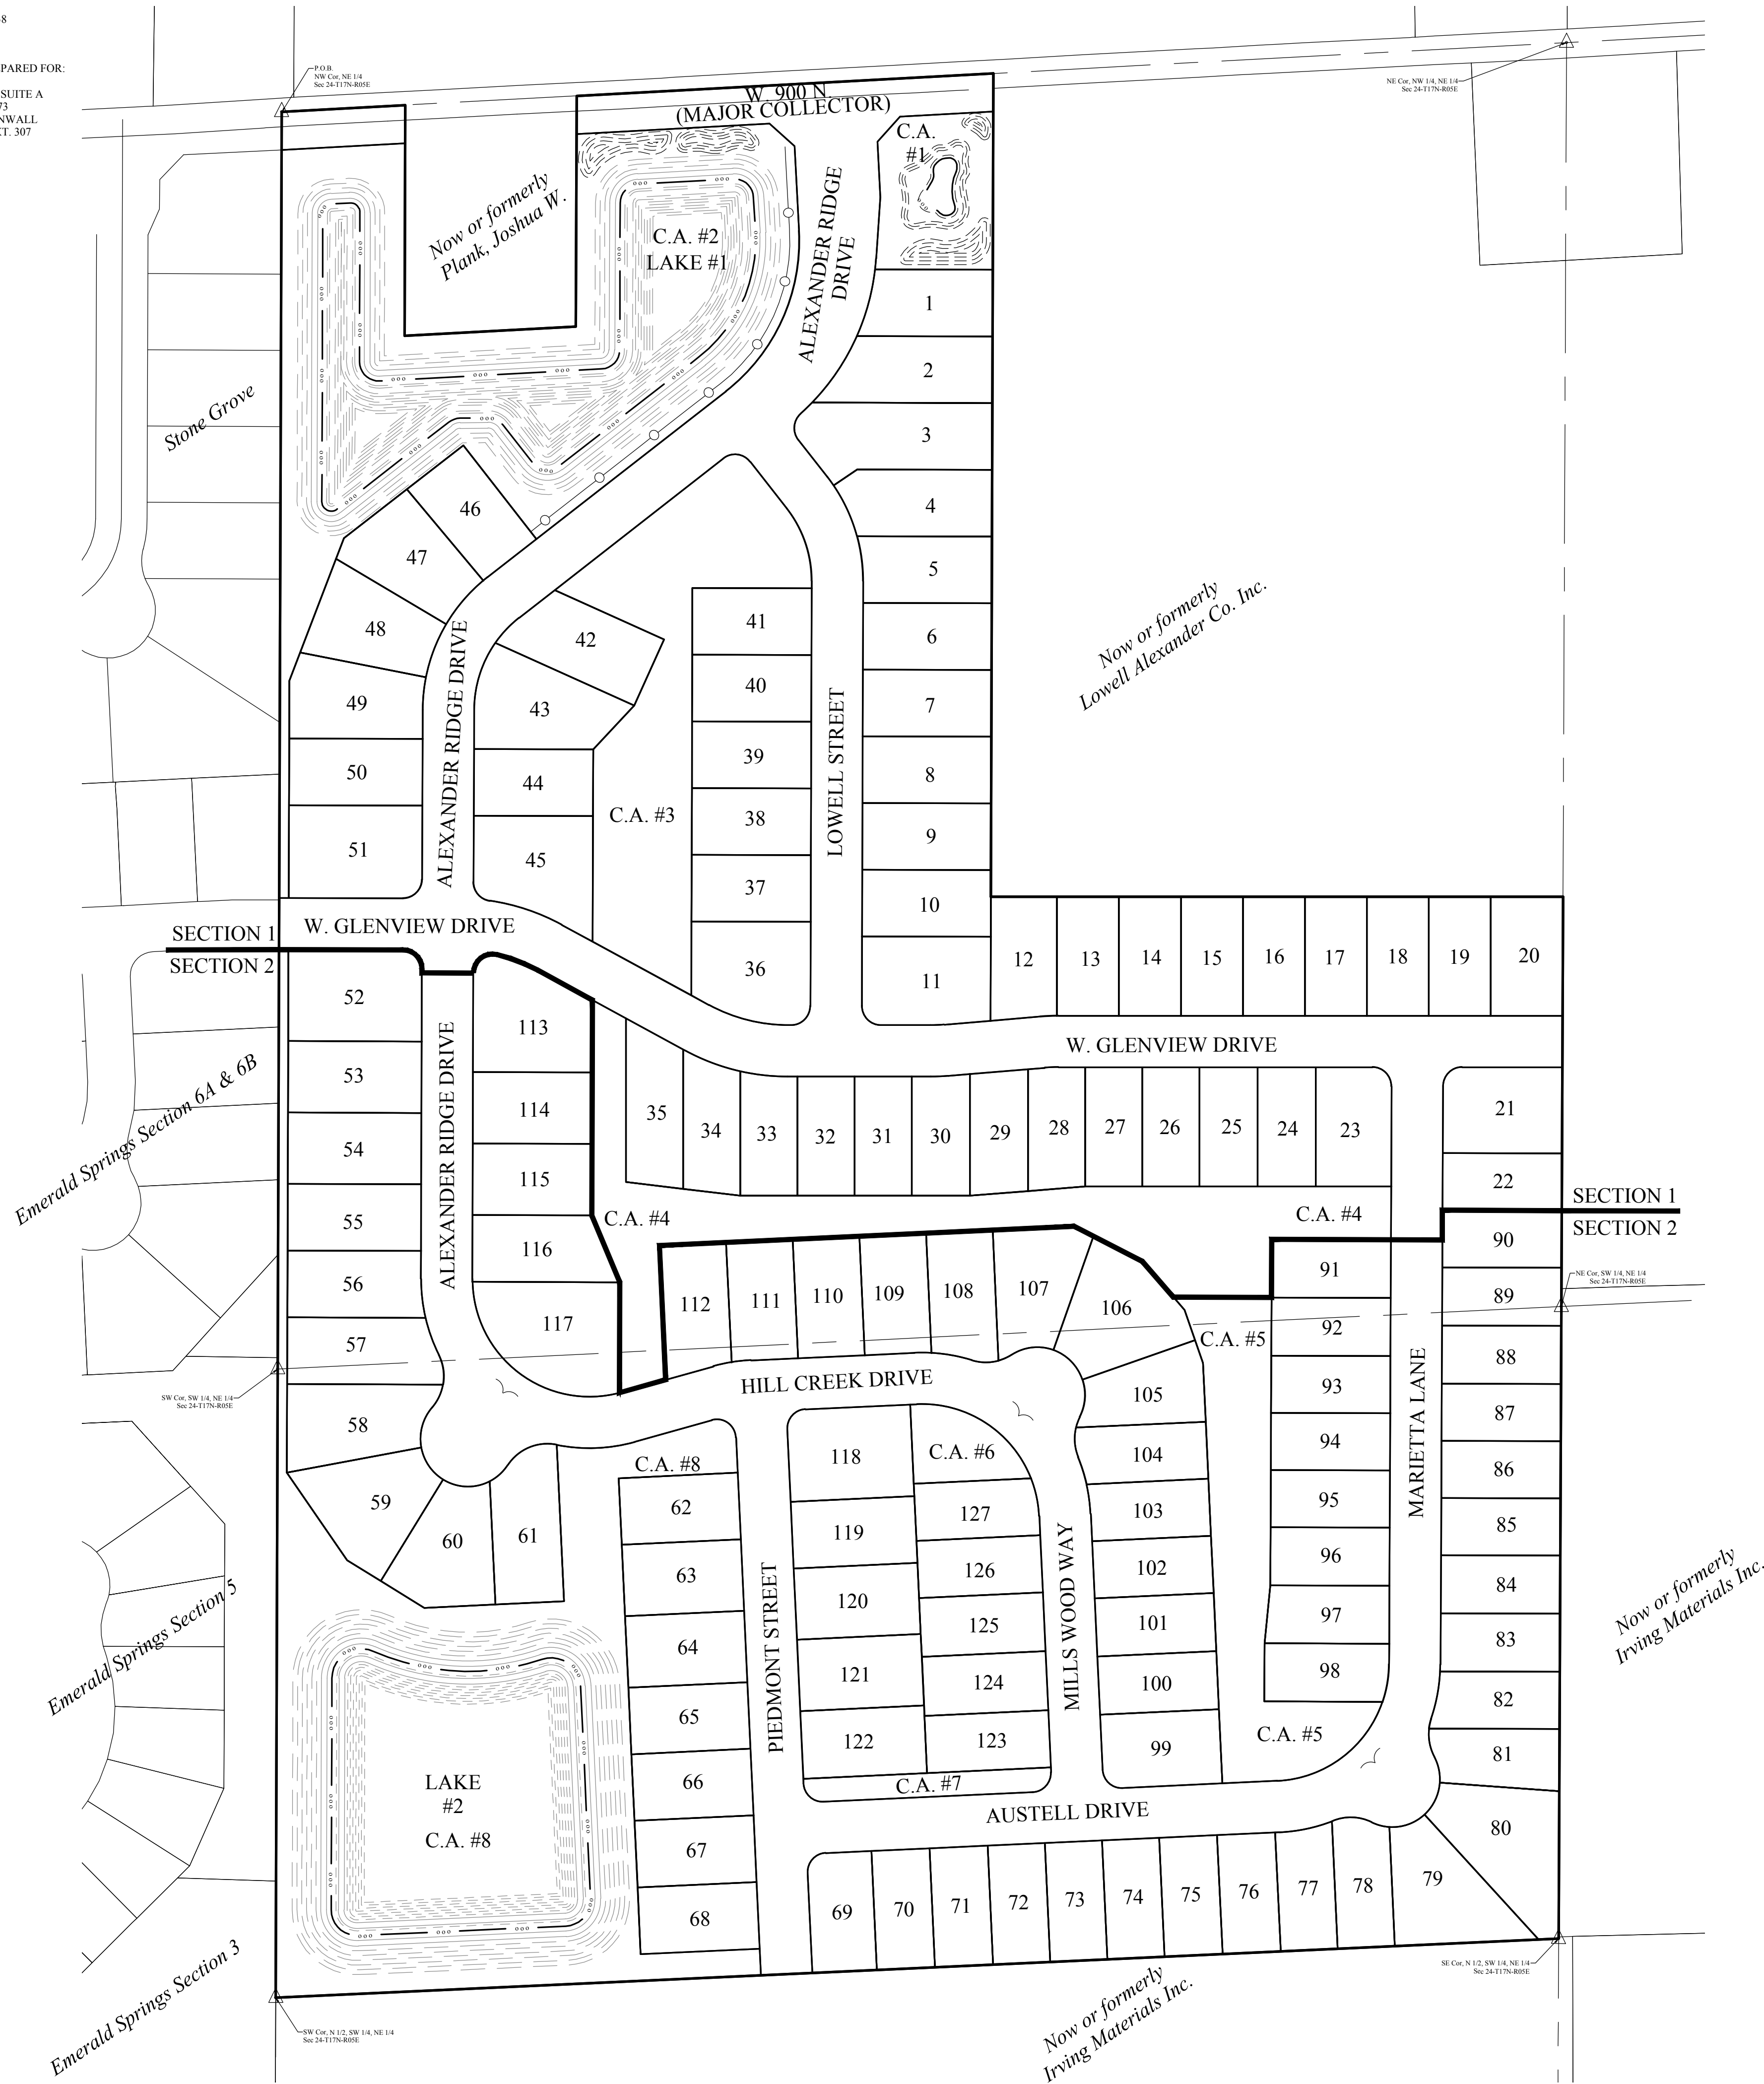 8
PARED FOR:
SUITE A
73
NWALL
T. 307
P.O.B.
NW Cor, NE 1/4
Sec 24-T17N-R05E
NE Cor, NW 1/4, NE 1/4
Sec 24-T17N-R05E
W. 900 N.
(MAJOR COLLECTOR)
C.A.
#1
Now or formerly
Plank, Joshua W.
C.A. #2
LAKE #1
ALEXANDER RIDGE
DRIVE
1
2
3
4
5
6
7
8
9
10
11
Stone Grove
46
47
48
49
50
51
42
43
44
45
41
40
39
38
37
36
C.A. #3
ALEXANDER RIDGE DRIVE
LOWELL STREET
Now or formerly
Lowell Alexander Co. Inc.
W. GLENVIEW DRIVE
SECTION 1
SECTION 2
12
13
14
15
16
17
18
19
20
W. GLENVIEW DRIVE
52
53
54
55
56
57
58
59
60
61
ALEXANDER RIDGE DRIVE
113
114
115
116
117
35
34
33
32
31
30
29
28
27
26
25
24
23
21
22
C.A. #4
C.A. #4
SECTION 1
SECTION 2
Emerald Springs Section 6A & 6B
NE Cor, SW 1/4, NE 1/4
Sec 24-T17N-R05E
SW Cor, SW 1/4, NE 1/4
Sec 24-T17N-R05E
112
111
110
109
108
107
106
105
104
103
102
101
100
99
C.A. #5
91
92
93
94
95
96
97
98
C.A. #5
MARIETTA LANE
90
89
88
87
86
85
84
83
82
81
80
HILL CREEK DRIVE
C.A. #8
62
63
64
65
66
67
68
PIEDMONT STREET
118
119
120
121
122
C.A. #6
127
126
125
124
123
C.A. #7
MILLS WOOD WAY
AUSTELL DRIVE
69
70
71
72
73
74
75
76
77
78
79
LAKE
#2
C.A. #8
Emerald Springs Section 5
Emerald Springs Section 3
Now or formerly
Irving Materials Inc.
SE Cor, N 1/2, SW 1/4, NE 1/4
Sec 24-T17N-R05E
SW Cor, N 1/2, SW 1/4, NE 1/4
Sec 24-T17N-R05E
Now or formerly
Irving Materials Inc.